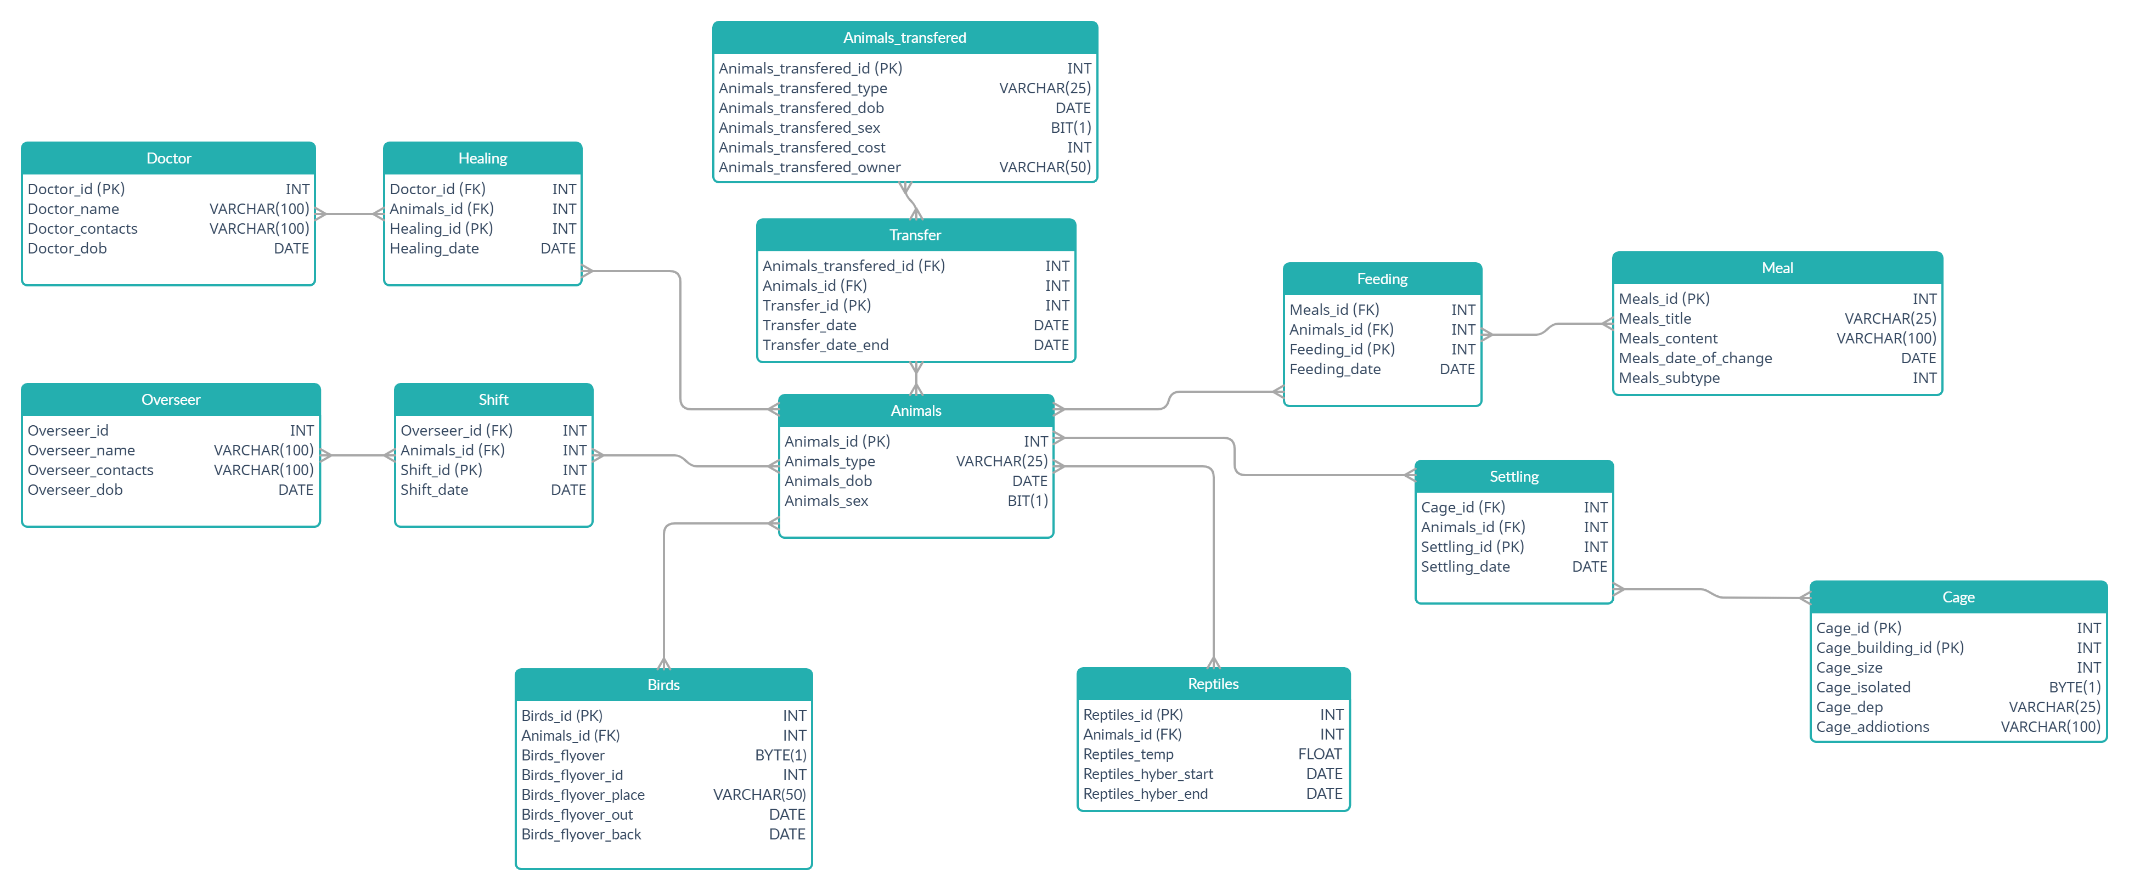 Animals_transfered
Animals_transfered_id (PK) INT
Animals_transfered_type VARCHAR(25)
Animals_transfered_dob DATE
Animals_transfered_sex BIT(1)
Animals_transfered_cost INT
Animals_transfered_owner VARCHAR(50)
Doctor
Doctor_id (PK) INT
Doctor_name VARCHAR(100)
Doctor_contacts VARCHAR(100)
Doctor_dob DATE
Healing
Doctor_id (FK) INT
Animals_id (FK) INT
Healing_id (PK) INT
Healing_date DATE
Transfer
Animals_transfered_id (FK) INT
Animals_id (FK) INT
Transfer_id (PK) INT
Transfer_date DATE
Transfer_date_end DATE
Feeding
Meals_id (FK) INT
Animals_id (FK) INT
Feeding_id (PK) INT
Feeding_date DATE
Meal
Meals_id (PK) INT
Meals_title VARCHAR(25)
Meals_content VARCHAR(100)
Meals_date_of_change DATE
Meals_subtype INT
Overseer
Overseer_id INT
Overseer_name VARCHAR(100)
Overseer_contacts VARCHAR(100)
Overseer_dob DATE
Shift
Overseer_id (FK) INT
Animals_id (FK) INT
Shift_id (PK) INT
Shift_date DATE
Animals
Animals_id (PK) INT
Animals_type VARCHAR(25)
Animals_dob DATE
Animals_sex BIT(1)
Settling
Cage_id (FK) INT
Animals_id (FK) INT
Settling_id (PK) INT
Settling_date DATE
Cage
Cage_id (PK) INT
Cage_building_id (PK) INT
Cage_size INT
Cage_isolated BYTE(1)
Cage_dep VARCHAR(25)
Cage_addiotions VARCHAR(100)
Birds
Birds_id (PK) INT
Animals_id (FK) INT
Birds_flyover BYTE(1)
Birds_flyover_id INT
Birds_flyover_place VARCHAR(50)
Birds_flyover_out DATE
Birds_flyover_back DATE
Reptiles
Reptiles_id (PK) INT
Animals_id (FK) INT
Reptiles_temp FLOAT
Reptiles_hyber_start DATE
Reptiles_hyber_end DATE